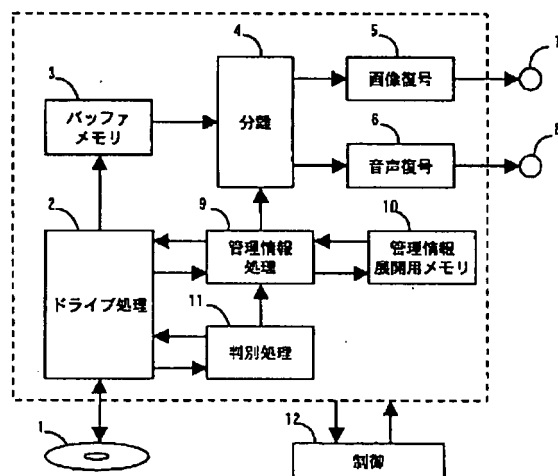 4
5
画像復号
7
3
バッファ
メモリ
分離
6
音声復号
8
2
9
10
ドライブ処理
管理情報
処理
管理情報
展開用メモリ
11
判別処理
1
12
制御